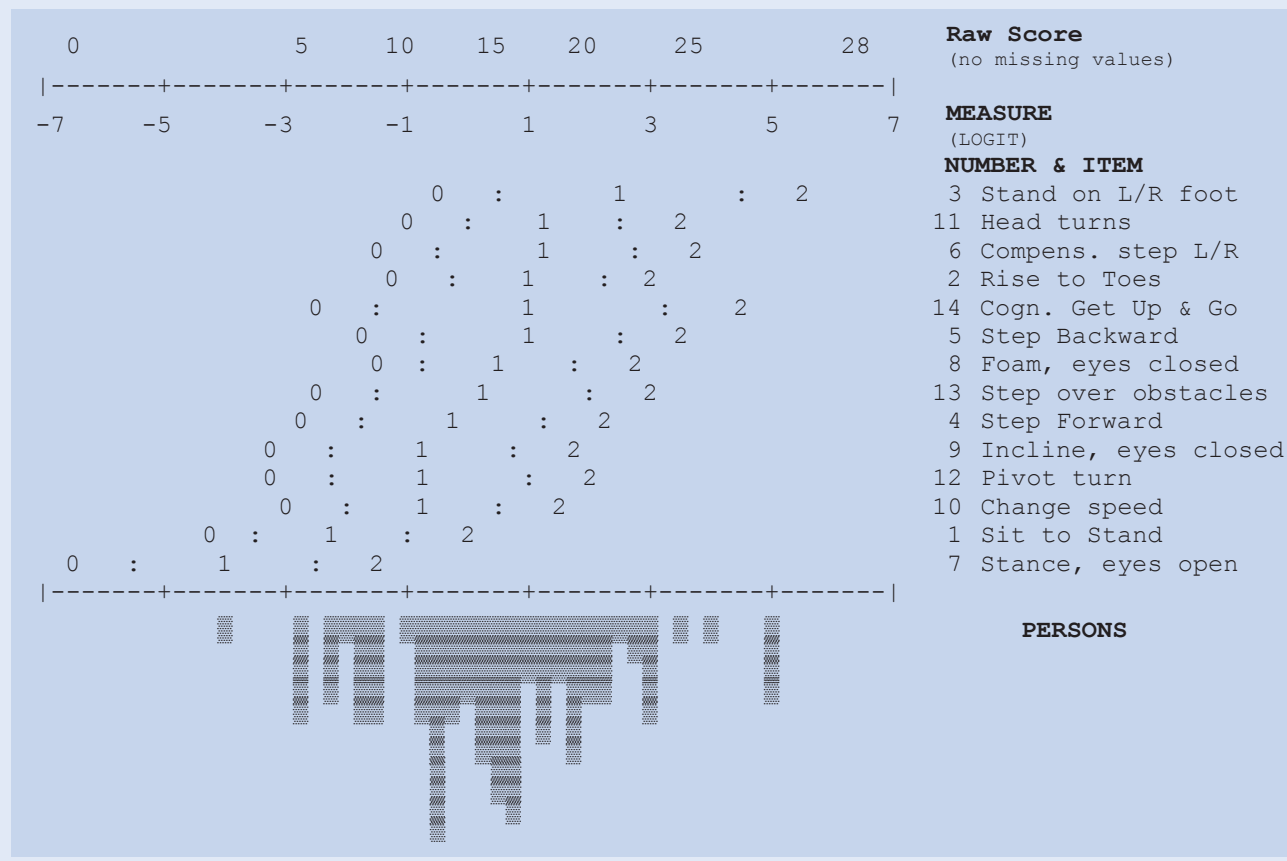 0 5 10 15 20 25 28 Raw Score
(no missing values)
|-------+-------+-------+-------+-------+-------+-------|
-7 -5 -3 -1 1 3 5 7 MEASURE
(LOGIT)
NUMBER & ITEM
0 : 1 : 2 3 Stand on L/R foot
0 : 1 : 2 11 Head turns
0 : 1 : 2 6 Compens. step L/R
0 : 1 : 2 2 Rise to Toes
0 : 1 : 2 14 Cogn. Get Up & Go
0 : 1 : 2 5 Step Backward
0 : 1 : 2 8 Foam, eyes closed
0 : 1 : 2 13 Step over obstacles
0 : 1 : 2 4 Step Forward
0 : 1 : 2 9 Incline, eyes closed
0 : 1 : 2 12 Pivot turn
0 : 1 : 2 10 Change speed
0 : 1 : 2 1 Sit to Stand
0 : 1 : 2 7 Stance, eyes open
|-------+-------+-------+-------+-------+-------+-------|
PERSONS